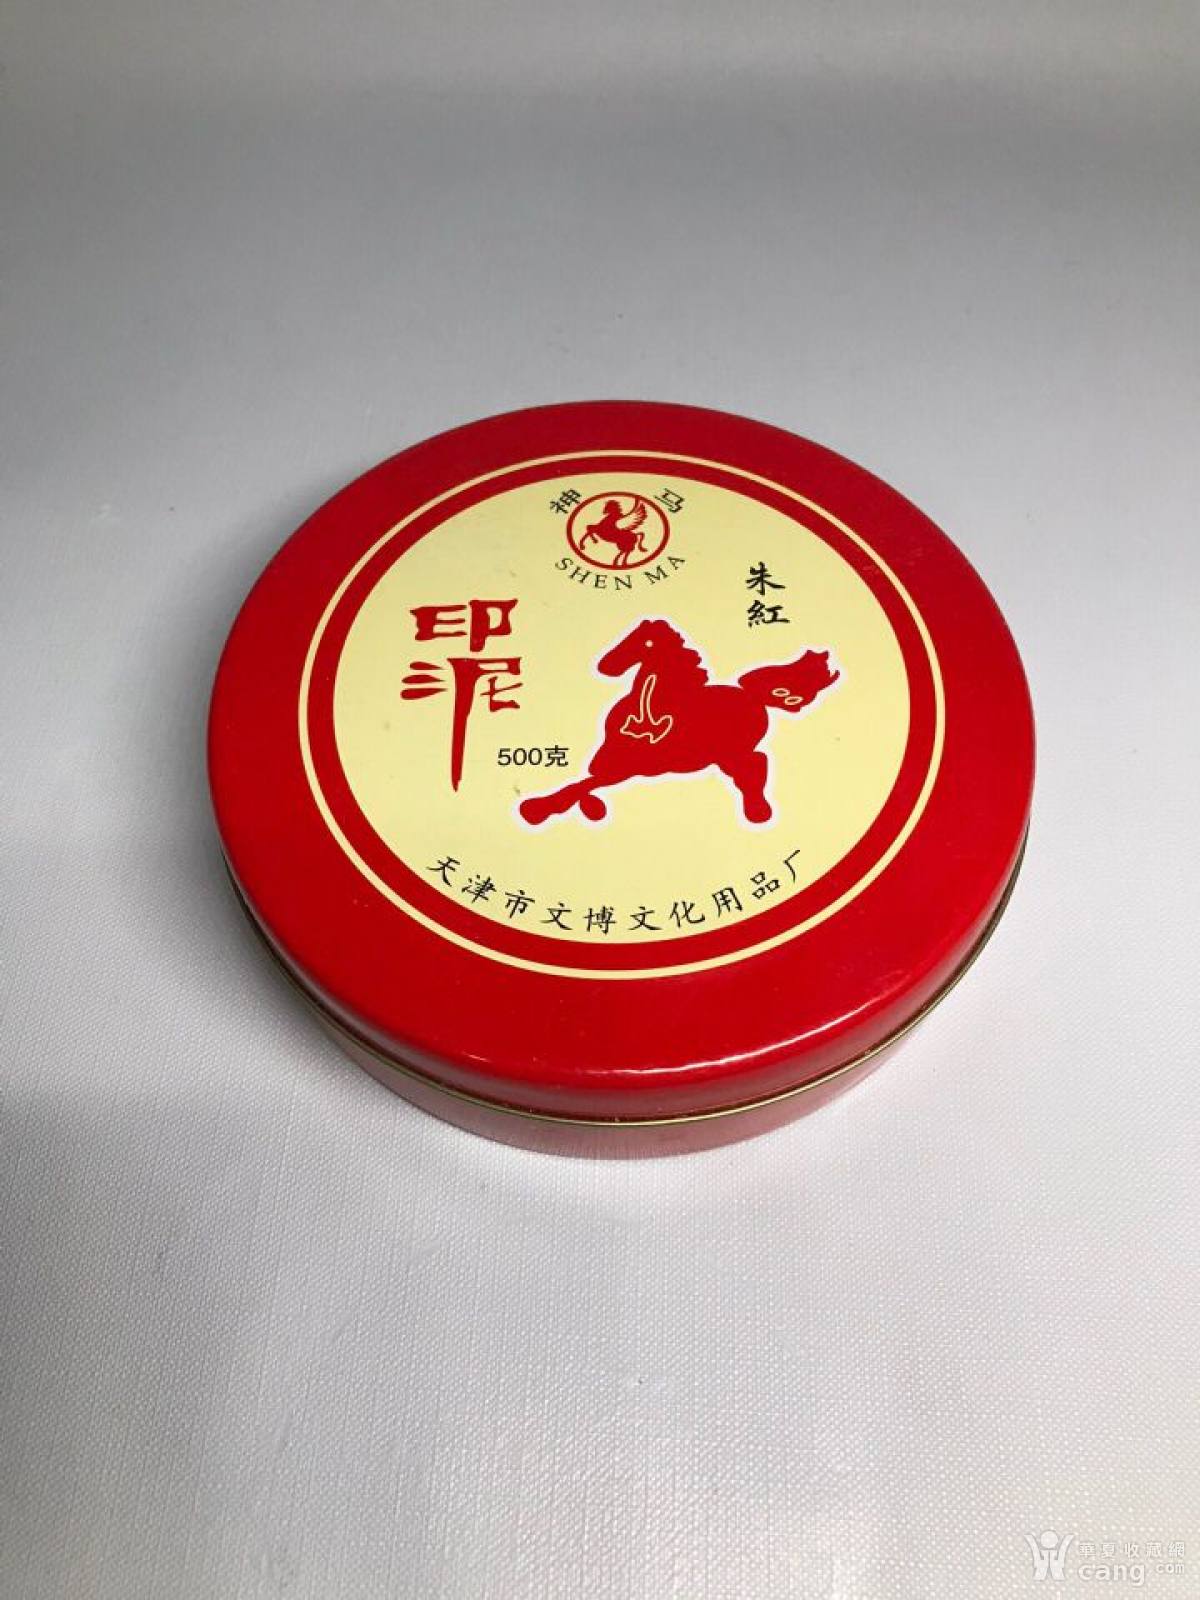 神马
SHEN MA
朱紅
印泥
500克
天津市文博文化用品厂
華夏收藏網
cang.com